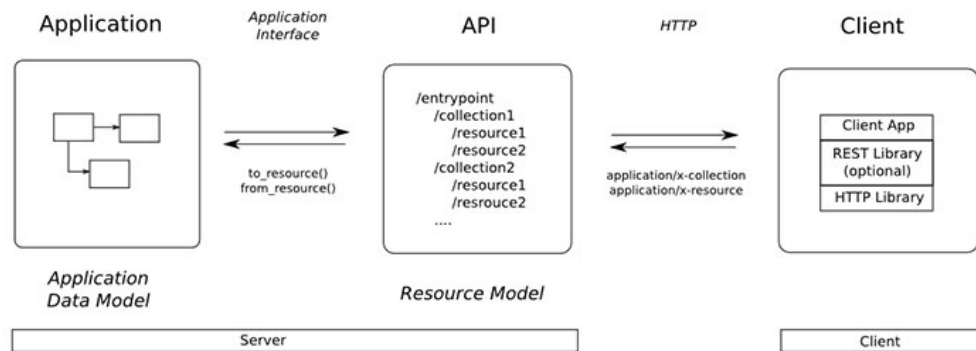 Application
Application
Interface
API
HTTP
Client
/entrypoint
/collection1
/resource1
/resource2
/collection2
/resource1
/resrouce2
....
to_resource()
from_resource()
application/x-collection
application/x-resource
Client App
REST Library
(optional)
HTTP Library
Application
Data Model
Resource Model
Server
Client